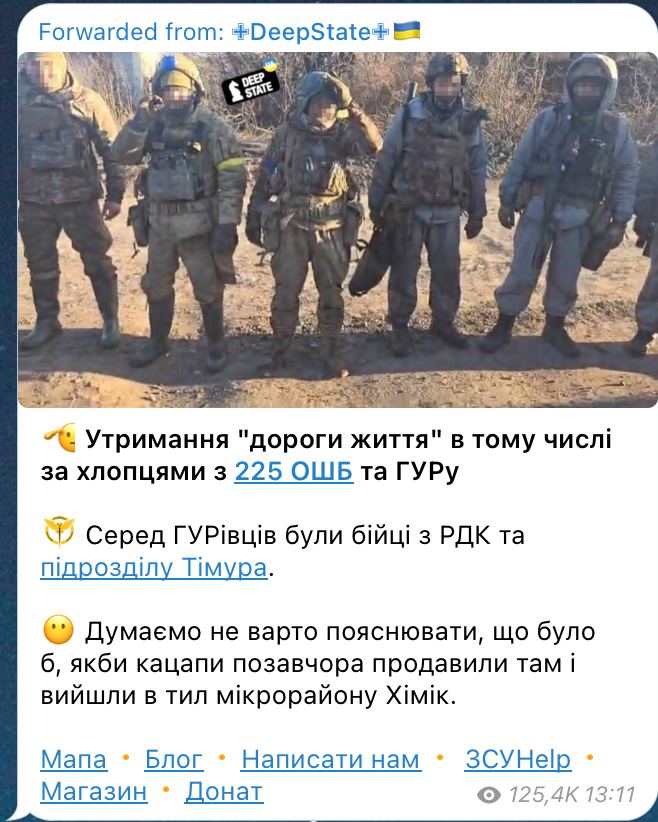 Forwarded from: ✙DeepState✙🇺🇦
DEEP
STATE
UA
🫡 Утримання "дороги життя" в тому числі
за хлопцями з 225 ОШБ та ГУРу
Серед ГУРівців були бійці з РДК та
підрозділу Тімура.
😶 Думаємо не варто пояснювати, що було
б, якби кацапи позавчора продавили там і
вийшли в тил мікрорайону Хімік.
Мапа • Блог • Написати нам • ЗСУHelp •
Магазин • Донат
125,4K 13:11